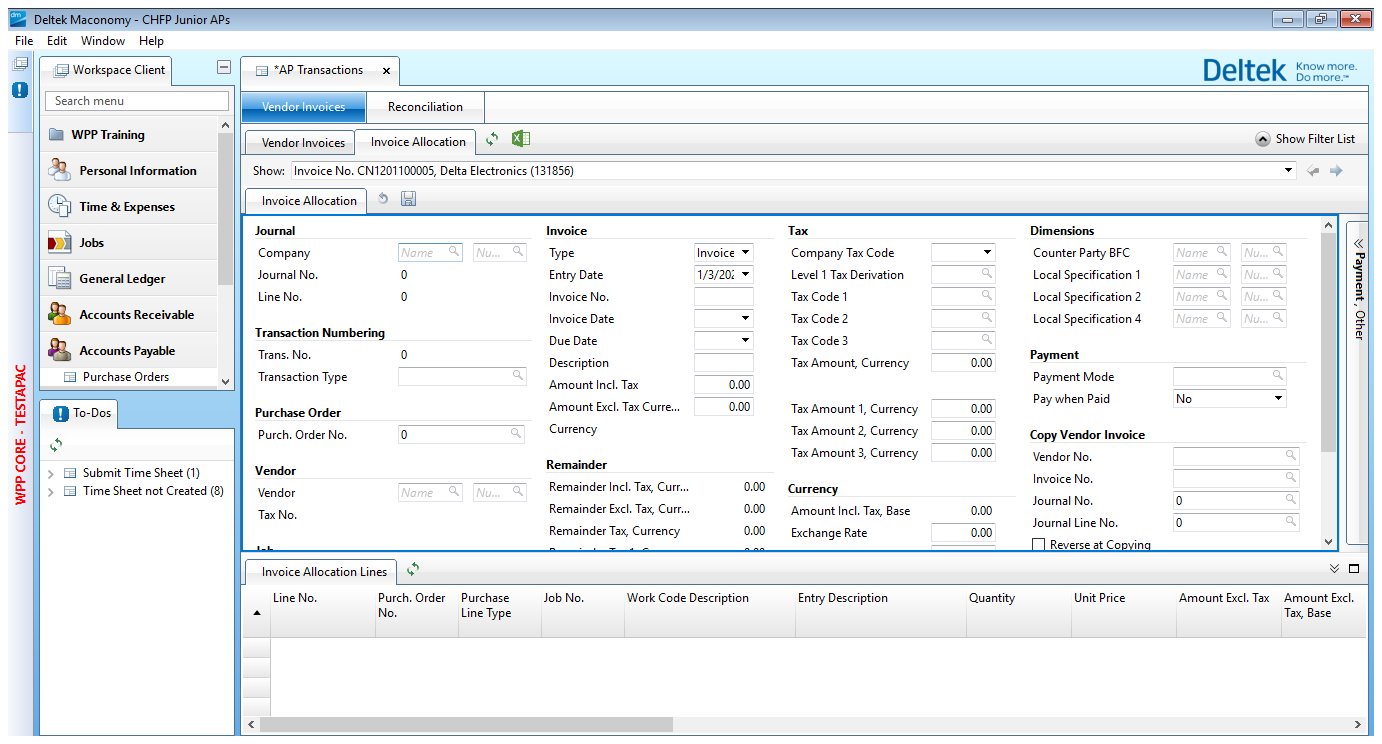 Deltek Maconomy - CHFP Junior APs
File Edit Window Help
Workspace Client
Search menu
WPP Training
Personal Information
Time & Expenses
Jobs
General Ledger
Accounts Receivable
Accounts Payable
Purchase Orders
To-Dos
Submit Time Sheet (1)
Time Sheet not Created (8)
WPP CORE - TESTAPAC
*AP Transactions
Deltek Know more.
Do more.™
Vendor Invoices Reconciliation
Vendor Invoices Invoice Allocation
Show Filter List
Show: Invoice No. CN1201100005, Delta Electronics (131856)
Invoice Allocation
Journal
Company Name Nu...
Journal No. 0
Line No. 0
Transaction Numbering
Trans. No. 0
Transaction Type
Purchase Order
Purch. Order No. 0
Vendor
Vendor Name Nu...
Tax No.
Job
Invoice
Type Invoice
Entry Date 1/3/202
Invoice No.
Invoice Date
Due Date
Description
Amount Incl. Tax 0.00
Amount Excl. Tax Curre... 0.00
Currency
Remainder
Remainder Incl. Tax, Curr... 0.00
Remainder Excl. Tax, Curr... 0.00
Remainder Tax, Currency 0.00
Tax
Company Tax Code
Level 1 Tax Derivation
Tax Code 1
Tax Code 2
Tax Code 3
Tax Amount, Currency 0.00
Tax Amount 1, Currency 0.00
Tax Amount 2, Currency 0.00
Tax Amount 3, Currency 0.00
Currency
Amount Incl. Tax, Base 0.00
Exchange Rate 0.00
Dimensions
Counter Party BFC Name Nu...
Local Specification 1 Name Nu...
Local Specification 2 Name Nu...
Local Specification 4 Name Nu...
Payment
Payment Mode
Pay when Paid No
Copy Vendor Invoice
Vendor No.
Invoice No.
Journal No. 0
Journal Line No. 0
Reverse at Copying
Payment , Other
Invoice Allocation Lines
Line No. Purch. Order No. Purchase Line Type Job No. Work Code Description Entry Description Quantity Unit Price Amount Excl. Tax Amount Excl. Tax, Base